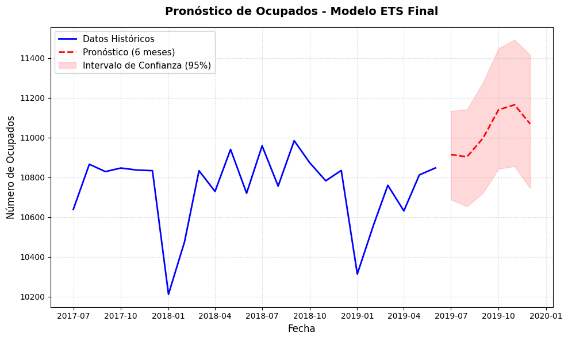 Pronóstico de Ocupados - Modelo ETS Final
Datos Históricos
Pronóstico (6 meses)
Intervalo de Confianza (95%)
Número de Ocupados
11400
11200
11000
10800
10600
10400
10200
2017-07 2017-10 2018-01 2018-04 2018-07 2018-10 2019-01 2019-04 2019-07 2019-10 2020-01
Fecha